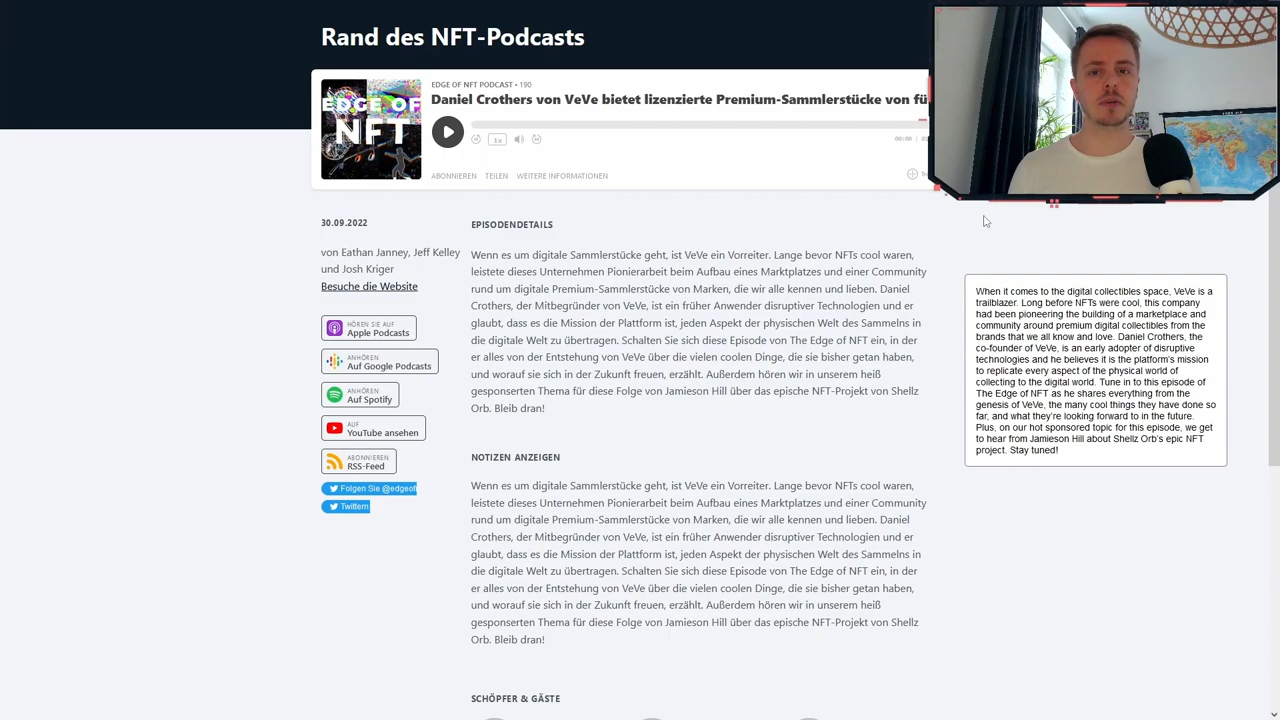 Rand des NFT-Podcasts
EDGE OF
NFT
EDGE OF NFT PODCAST • 190
Daniel Crothers von VeVe bietet lizenzierte Premium-Sammlerstücke von fü
1x
00:00
ABONNIEREN TEILEN WEITERE INFORMATIONEN
30.09.2022
von Eathan Janney, Jeff Kelley
und Josh Kriger
Besuche die Website
HÖREN SIE AUF
Apple Podcasts
ANHÖREN
Auf Google Podcasts
ANHÖREN
Auf Spotify
AUF
YouTube ansehen
ABONNIEREN
RSS-Feed
Folgen Sie @edgeofn
Twittern
EPISODENDETAILS
Wenn es um digitale Sammlerstücke geht, ist VeVe ein Vorreiter. Lange bevor NFTs cool waren,
leistete dieses Unternehmen Pionierarbeit beim Aufbau eines Marktplatzes und einer Community
rund um digitale Premium-Sammlerstücke von Marken, die wir alle kennen und lieben. Daniel
Crothers, der Mitbegründer von VeVe, ist ein früher Anwender disruptiver Technologien und er
glaubt, dass es die Mission der Plattform ist, jeden Aspekt der physischen Welt des Sammelns in
die digitale Welt zu übertragen. Schalten Sie sich diese Episode von The Edge of NFT ein, in der
er alles von der Entstehung von VeVe über die vielen coolen Dinge, die sie bisher getan haben,
und worauf sie sich in der Zukunft freuen, erzählt. Außerdem hören wir in unserem heiß
gesponserten Thema für diese Folge von Jamieson Hill über das epische NFT-Projekt von Shellz
Orb. Bleib dran!
NOTIZEN ANZEIGEN
Wenn es um digitale Sammlerstücke geht, ist VeVe ein Vorreiter. Lange bevor NFTs cool waren,
leistete dieses Unternehmen Pionierarbeit beim Aufbau eines Marktplatzes und einer Community
rund um digitale Premium-Sammlerstücke von Marken, die wir alle kennen und lieben. Daniel
Crothers, der Mitbegründer von VeVe, ist ein früher Anwender disruptiver Technologien und er
glaubt, dass es die Mission der Plattform ist, jeden Aspekt der physischen Welt des Sammelns in
die digitale Welt zu übertragen. Schalten Sie sich diese Episode von The Edge of NFT ein, in der
er alles von der Entstehung von VeVe über die vielen coolen Dinge, die sie bisher getan haben,
und worauf sie sich in der Zukunft freuen, erzählt. Außerdem hören wir in unserem heiß
gesponserten Thema für diese Folge von Jamieson Hill über das epische NFT-Projekt von Shellz
Orb. Bleib dran!
SCHÖPFER & GÄSTE
When it comes to the digital collectibles space, VeVe is a
trailblazer. Long before NFTs were cool, this company
had been pioneering the building of a marketplace and
community around premium digital collectibles from the
brands that we all know and love. Daniel Crothers, the
co-founder of VeVe, is an early adopter of disruptive
technologies and he believes it is the platform's mission
to replicate every aspect of the physical world of
collecting to the digital world. Tune in to this episode of
The Edge of NFT as he shares everything from the
genesis of VeVe, the many cool things they have done so
far, and what they're looking forward to in the future.
Plus, on our hot sponsored topic for this episode, we get
to hear from Jamieson Hill about Shellz Orb's epic NFT
project. Stay tuned!